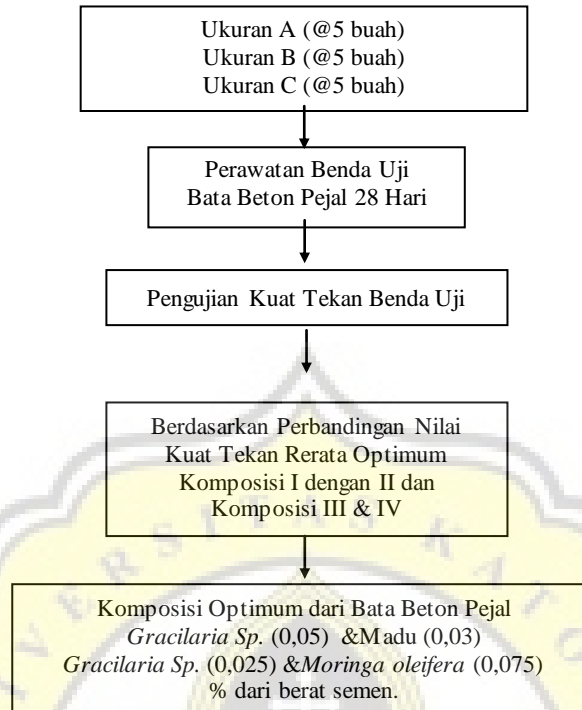 Ukuran A (@5 buah)
Ukuran B (@5 buah)
Ukuran C (@5 buah)
Perawatan Benda Uji
Bata Beton Pejal 28 Hari
Pengujian Kuat Tekan Benda Uji
Berdasarkan Perbandingan Nilai
Kuat Tekan Rerata Optimum
Komposisi I dengan II dan
Komposisi III & IV
Komposisi Optimum dari Bata Beton Pejal
Gracilaria Sp. (0,05) &Madu (0,03)
Gracilaria Sp. (0,025) &Moringa oleifera (0,075)
% dari berat semen.